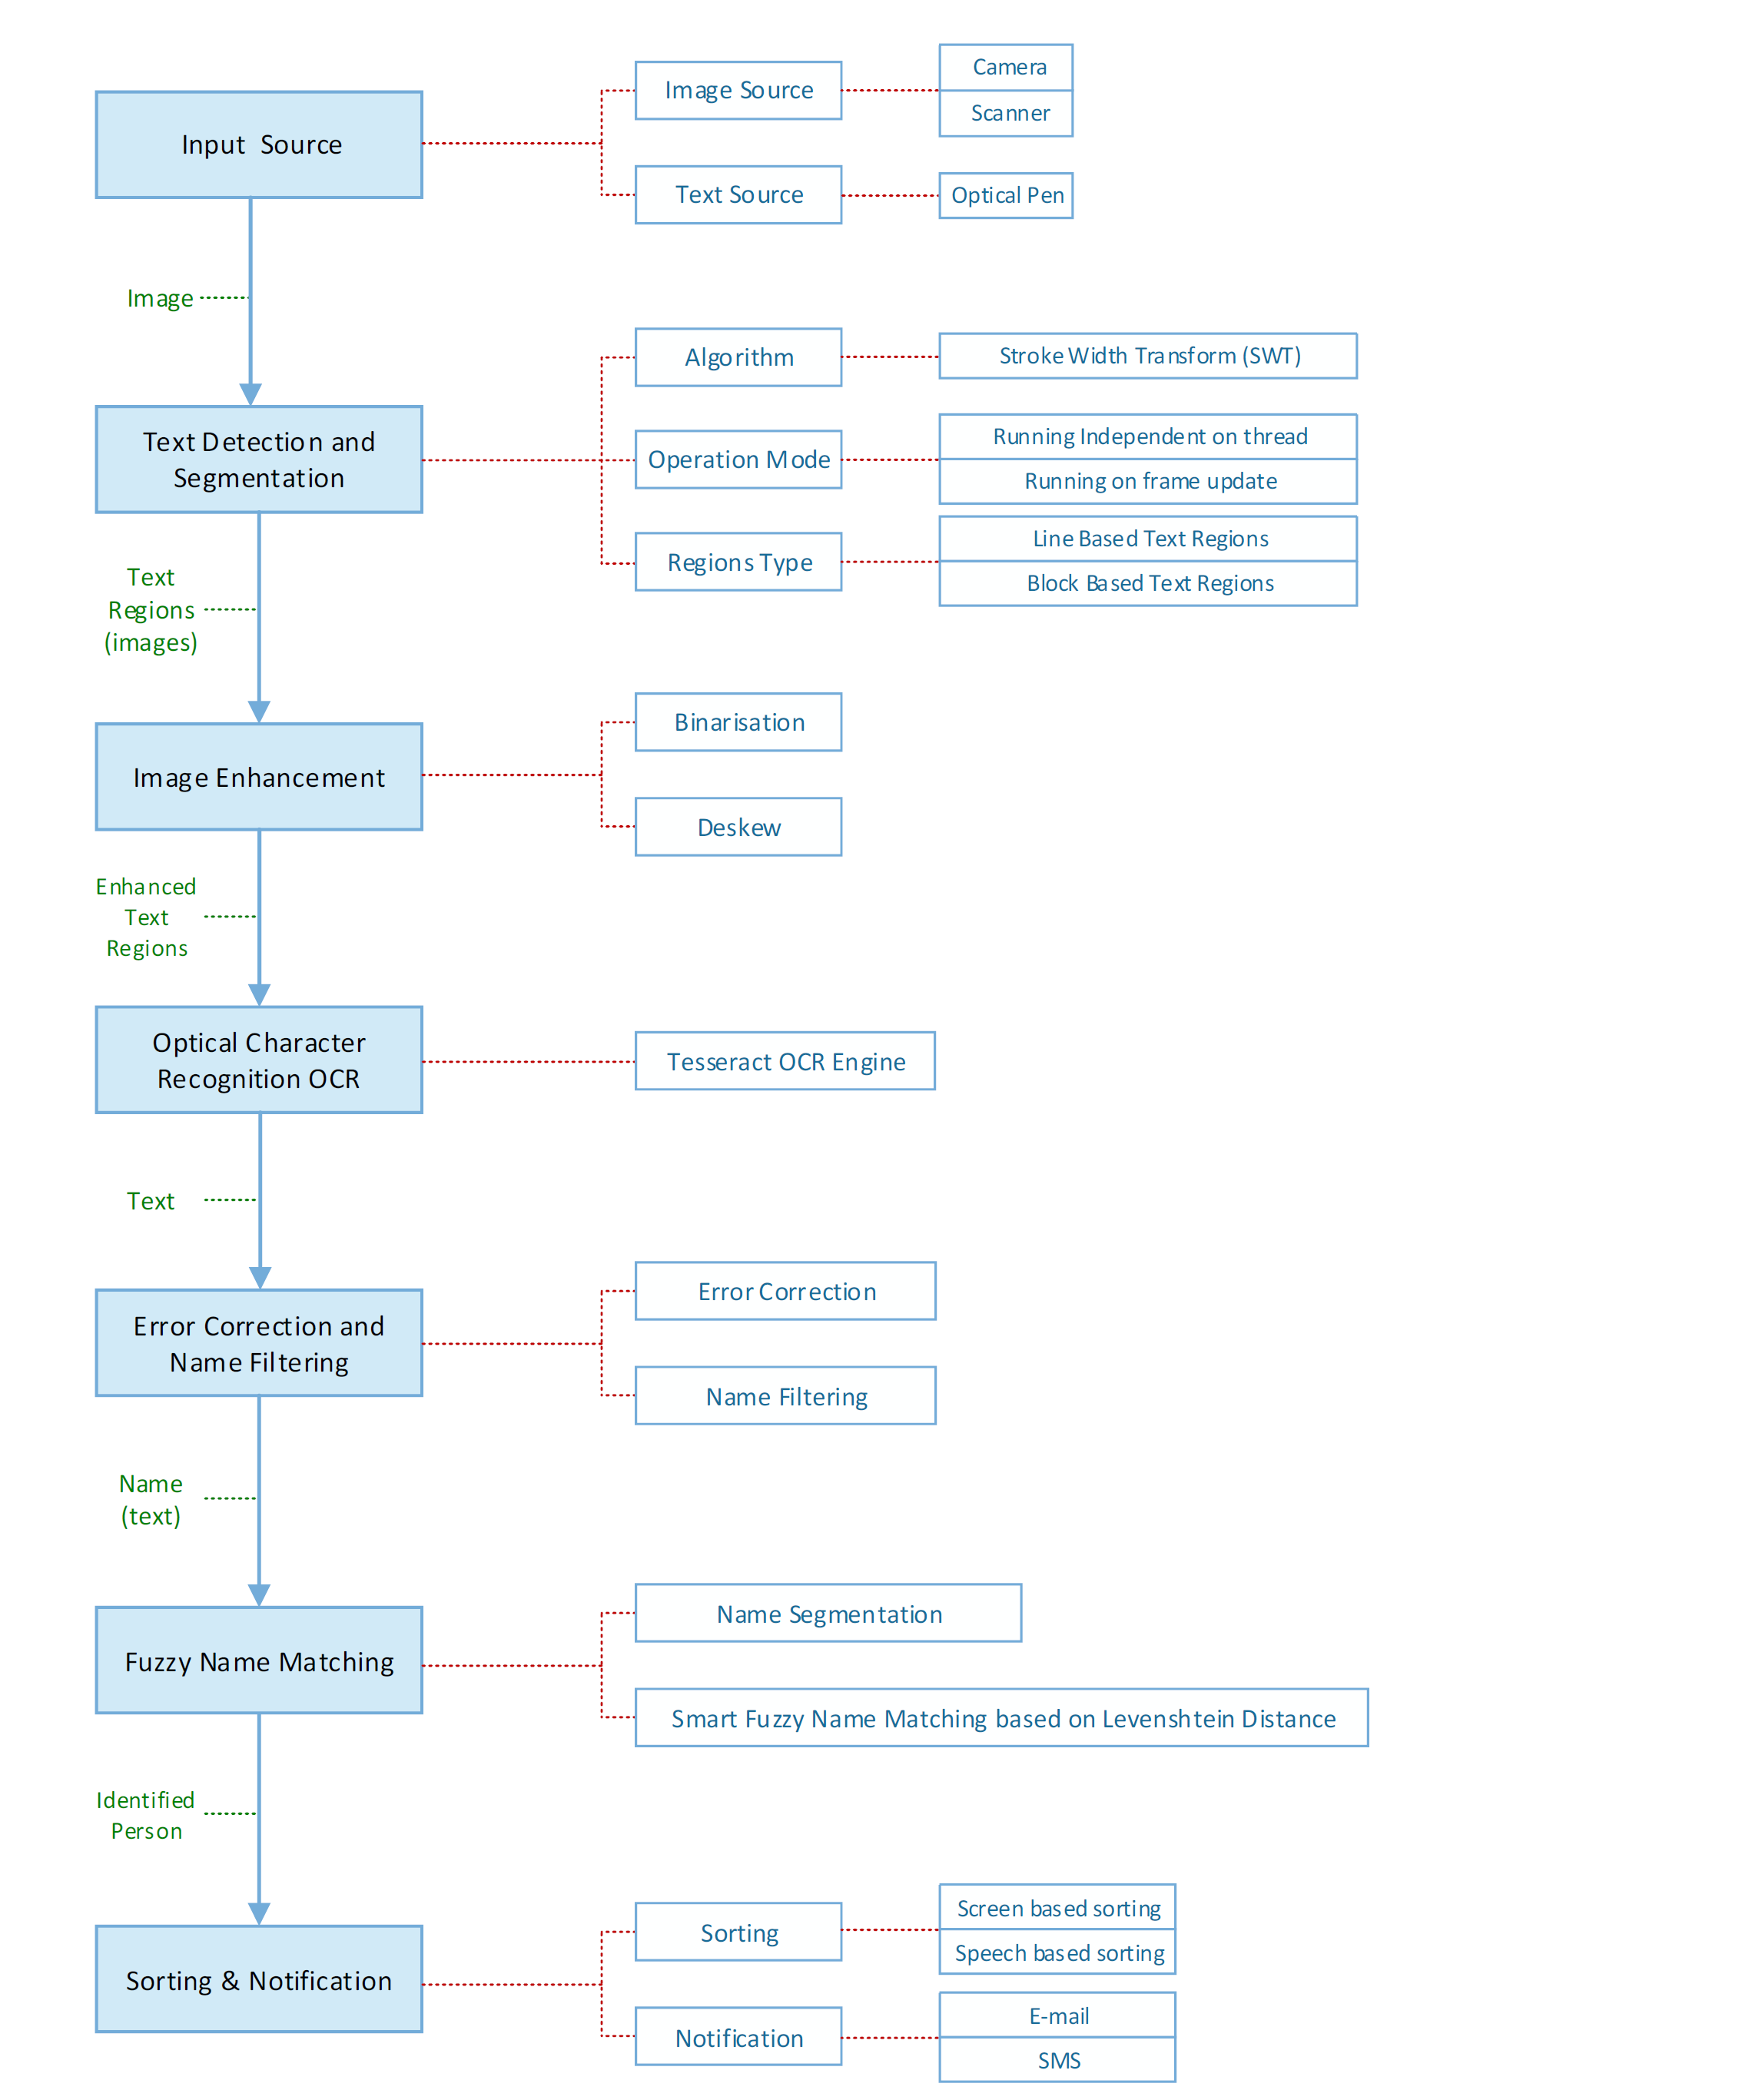 Input  Source
Image Source
Camera
Scanner
Text Source
Optical Pen
Image
Text Detection and
Segmentation
Algorithm
Stroke Width Transform (SWT)
Operation Mode
Running Independent on thread
Running on frame update
Regions Type
Line Based Text Regions
Block Based Text Regions
Text
Regions
(images)
Image Enhancement
Binarisation
Deskew
Enhanced
Text
Regions
Optical Character
Recognition OCR
Tesseract OCR Engine
Text
Error Correction and
Name Filtering
Error Correction
Name Filtering
Name
(text)
Fuzzy Name Matching
Name Segmentation
Smart Fuzzy Name Matching based on Levenshtein Distance
Identified
Person
Sorting & Notification
Sorting
Screen based sorting
Speech based sorting
Notification
E-mail
SMS